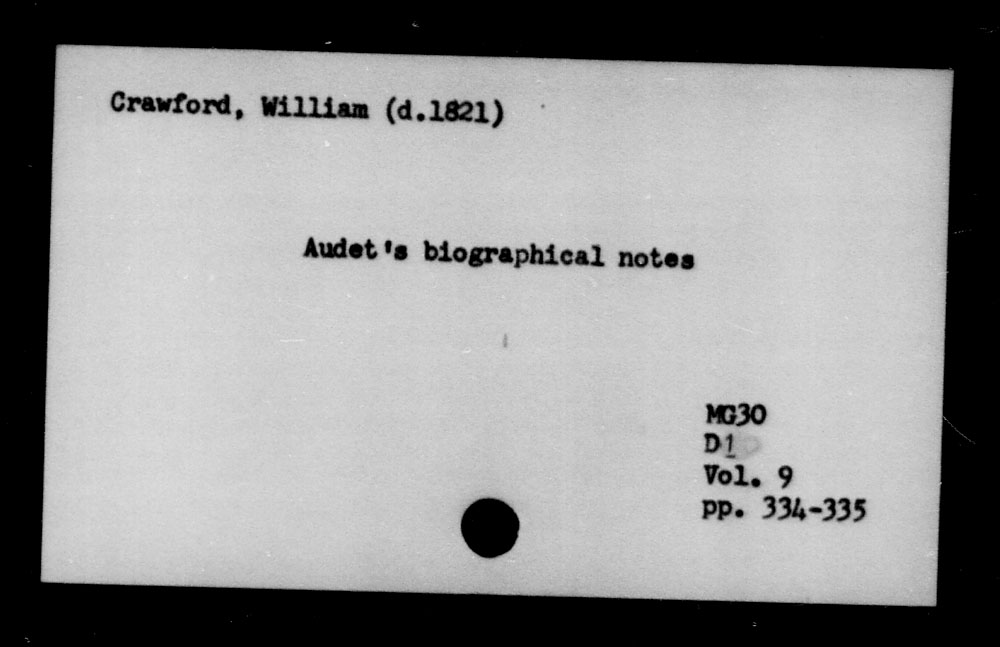 Crawford, William (d.1821)
Audet's biographical notes
MG30
D1
Vol. 9
pp. 334-335